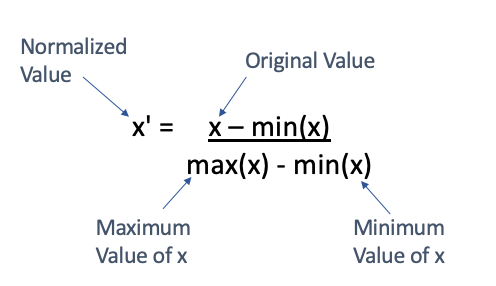 Normalized
Value
Original Value
x' = x – min(x)
max(x) - min(x)
Maximum
Value of x
Minimum
Value of x